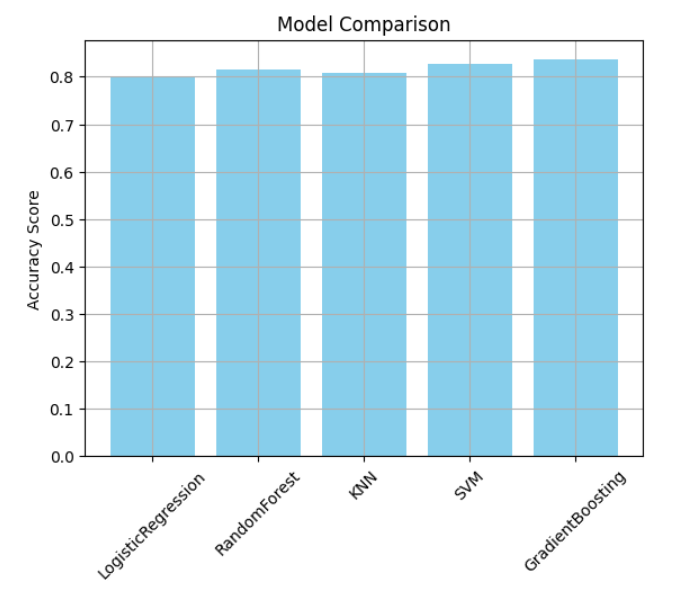 Model Comparison
Accuracy Score
0.8
0.7
0.6
0.5
0.4
0.3
0.2
0.1
0.0
LogisticRegression
RandomForest
KNN
SVM
GradientBoosting